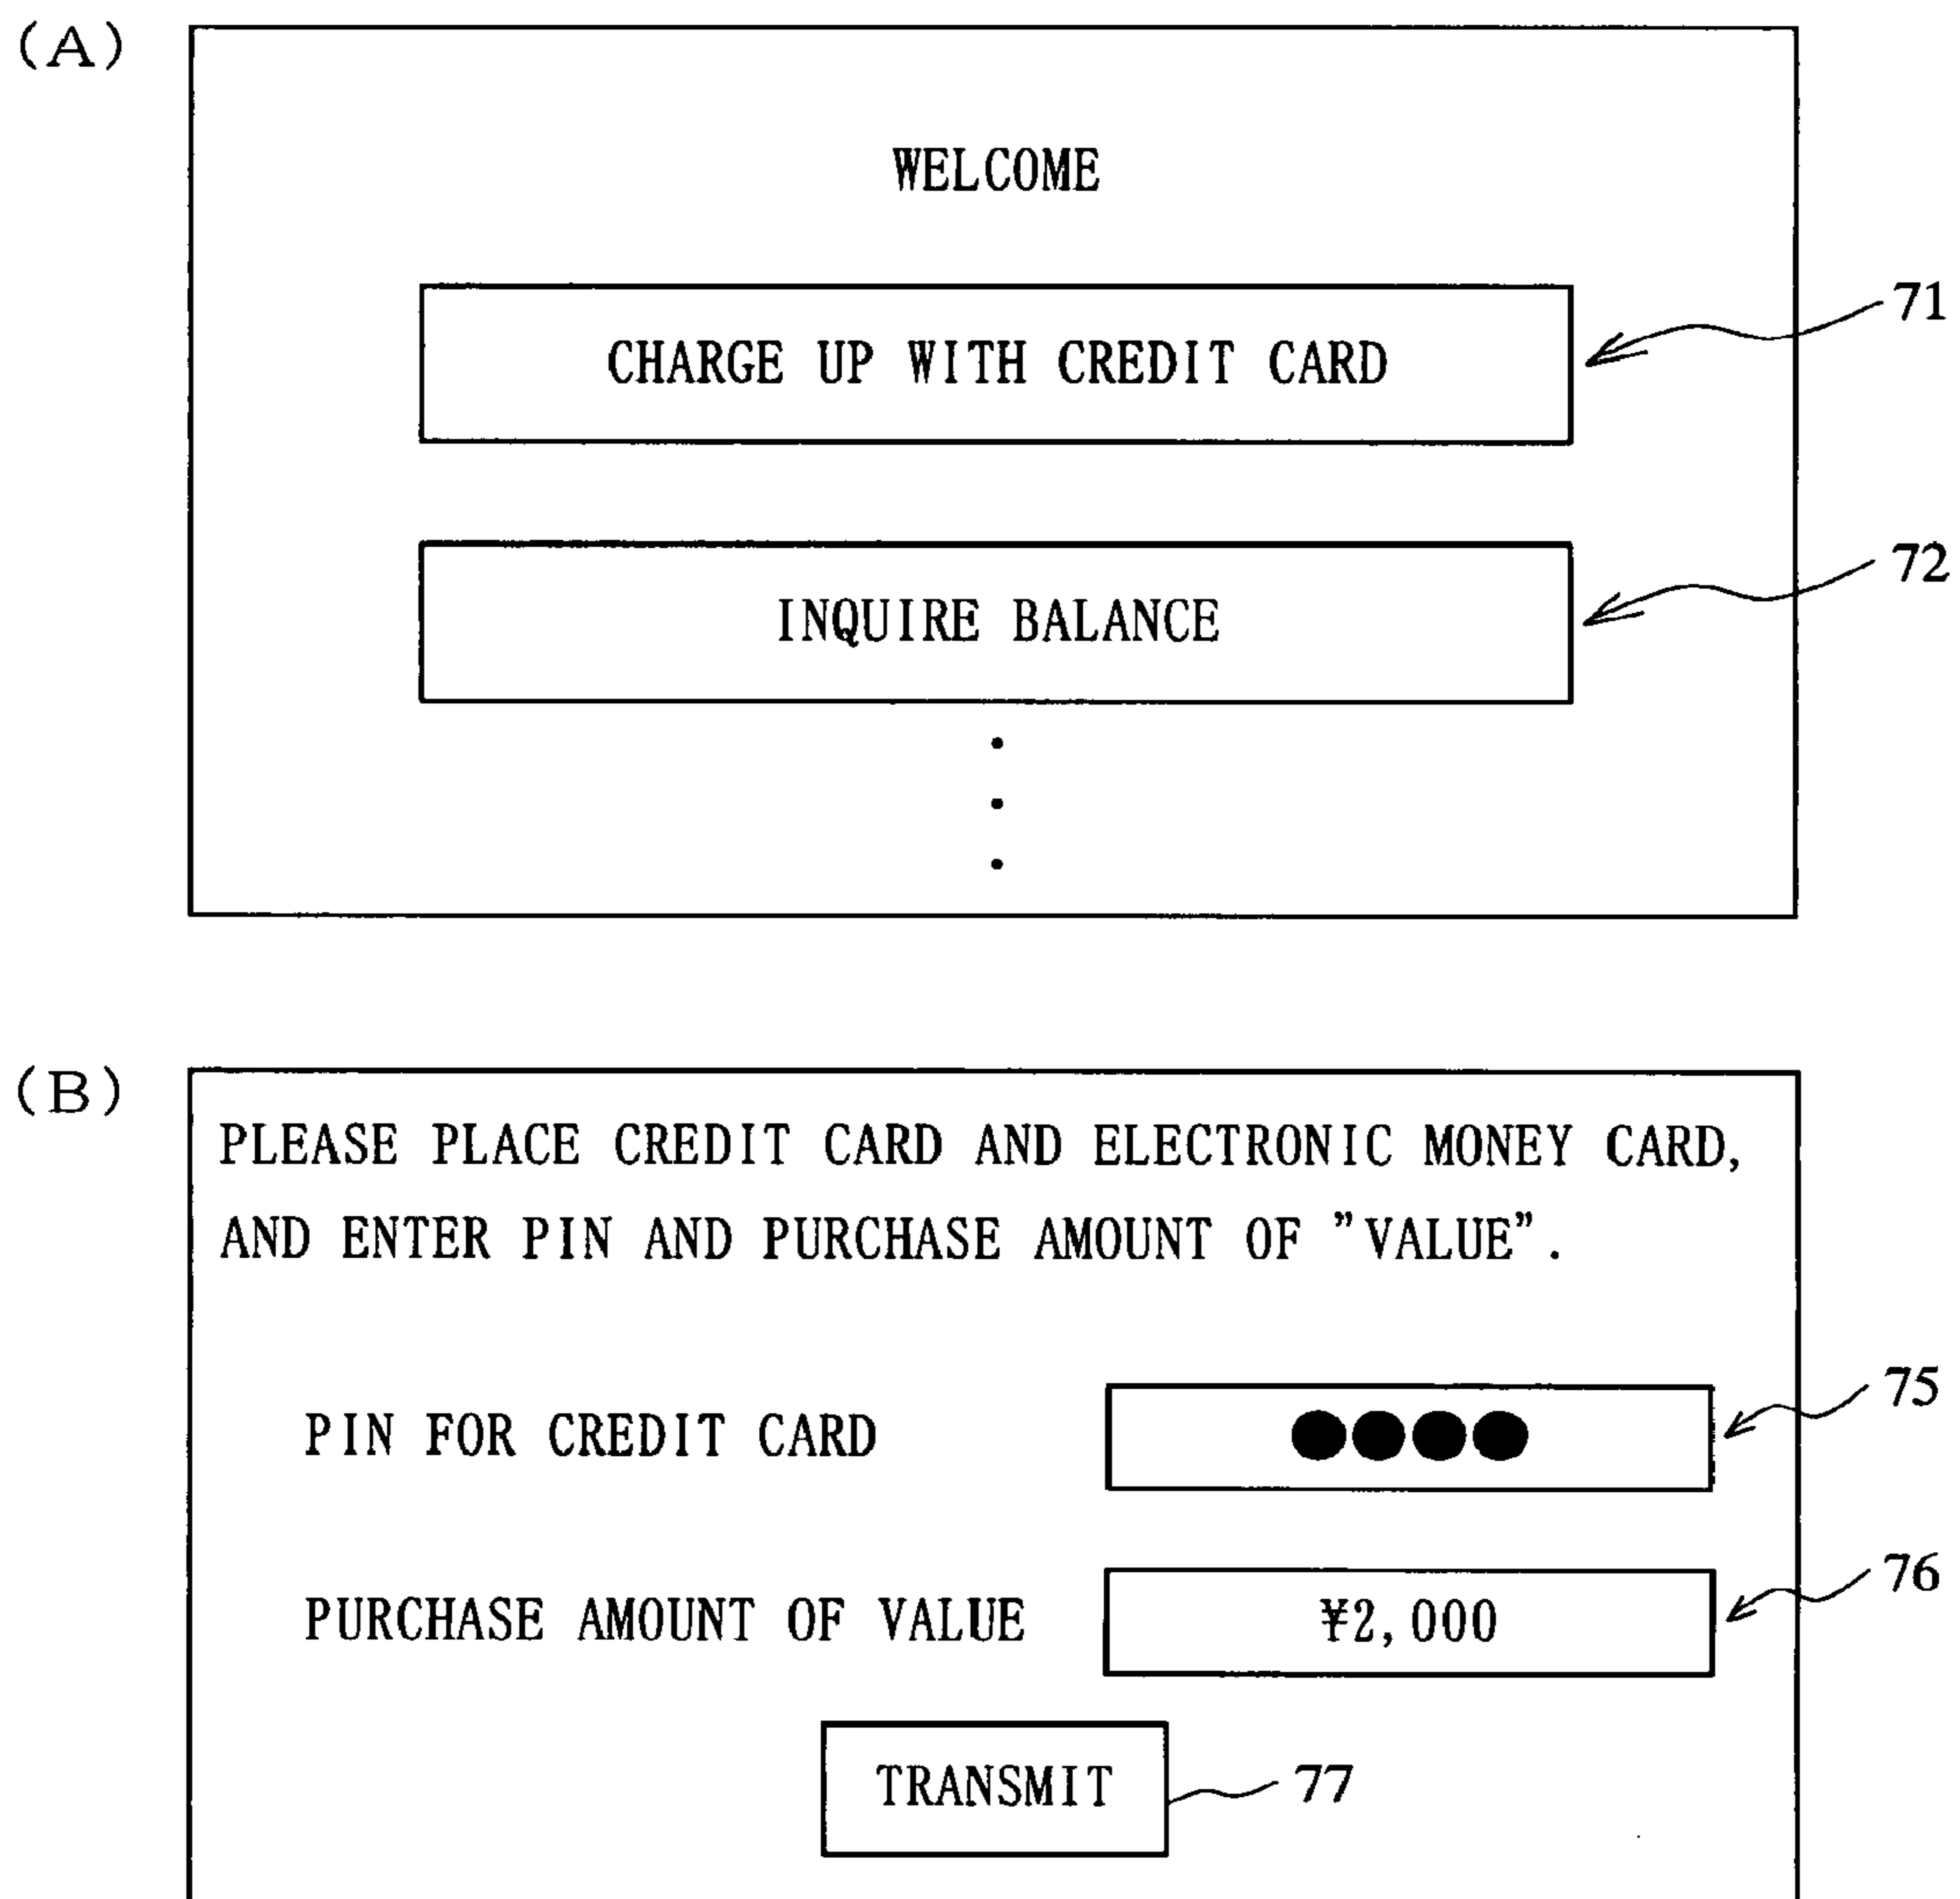 (A)
WELCOME
CHARGE UP WITH CREDIT CARD
71
INQUIRE BALANCE
72
(B)
PLEASE PLACE CREDIT CARD AND ELECTRONIC MONEY CARD,
AND ENTER PIN AND PURCHASE AMOUNT OF ”VALUE”.
PIN FOR CREDIT CARD ●●●●
75
PURCHASE AMOUNT OF VALUE ¥2,000
76
TRANSMIT
77